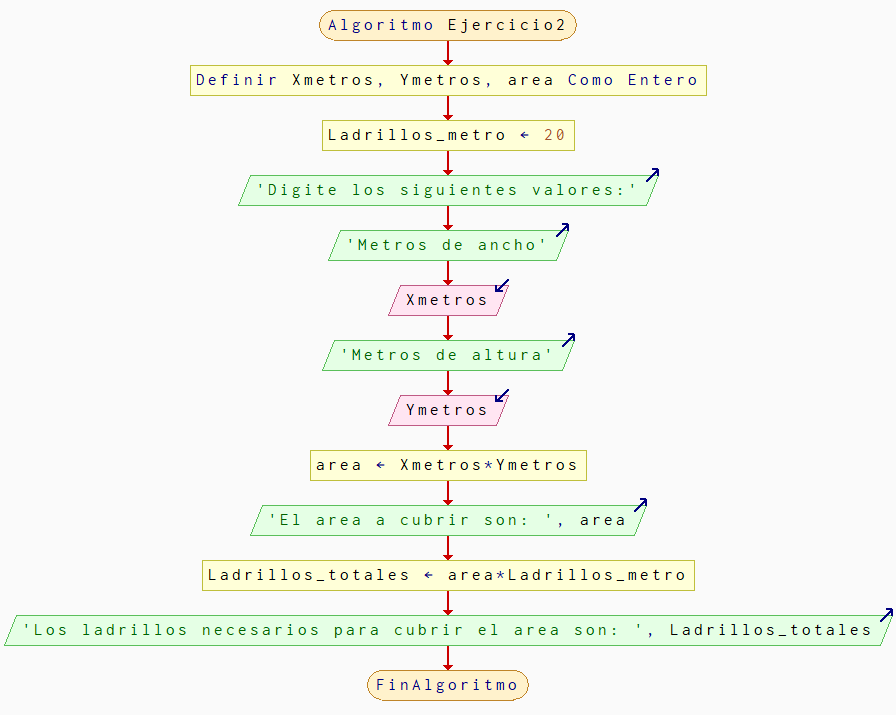 Algoritmo Ejercicio2
Definir Xmetros, Ymetros, area Como Entero
Ladrillos_metro ← 20
'Digite los siguientes valores:'
'Metros de ancho'
Xmetros
'Metros de altura'
Ymetros
area ← Xmetros*Ymetros
'El area a cubrir son: ', area
Ladrillos_totales ← area*Ladrillos_metro
'Los ladrillos necesarios para cubrir el area son: ', Ladrillos_totales
FinAlgoritmo